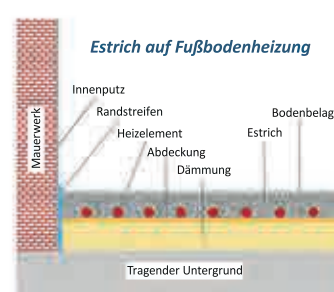 Estrich auf Fußbodenheizung
Innenputz
Randstreifen
Heizelement
Abdeckung
Dämmung
Bodenbelag
Estrich
Mauerwerk
Tragender Untergrund